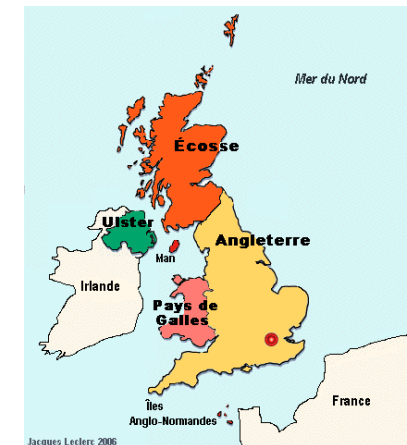 Mer du Nord
Écosse
Ulster
Angleterre
Man
Irlande
Pays de
Galles
Îles
Anglo-Normandes
France
Jacques Leclerc 2006